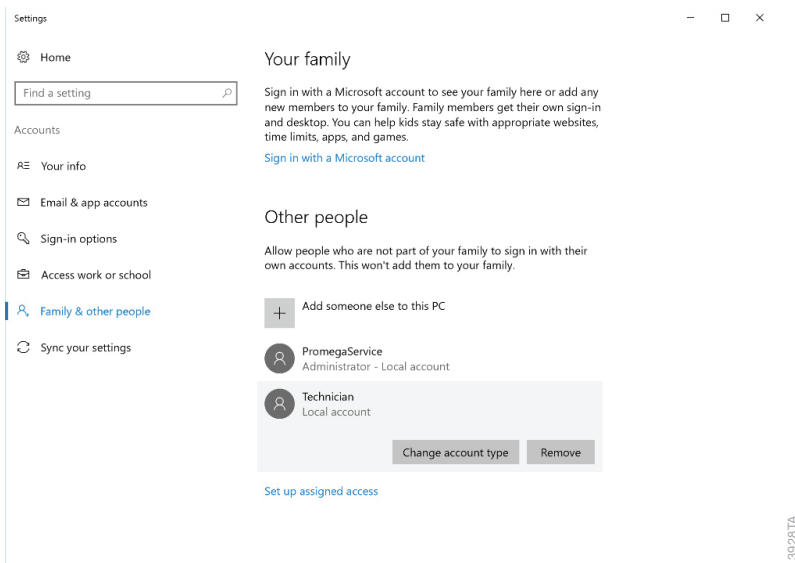 Settings
Home
Find a setting
Accounts
Your info
Email & app accounts
Sign-in options
Access work or school
Family & other people
Sync your settings
Your family
Sign in with a Microsoft account to see your family here or add any
new members to your family. Family members get their own sign-in
and desktop. You can help kids stay safe with appropriate websites,
time limits, apps, and games.
Sign in with a Microsoft account
Other people
Allow people who are not part of your family to sign in with their
own accounts. This won't add them to your family.
Add someone else to this PC
PromegaService
Administrator - Local account
Technician
Local account
Change account type Remove
Set up assigned access
3928TA